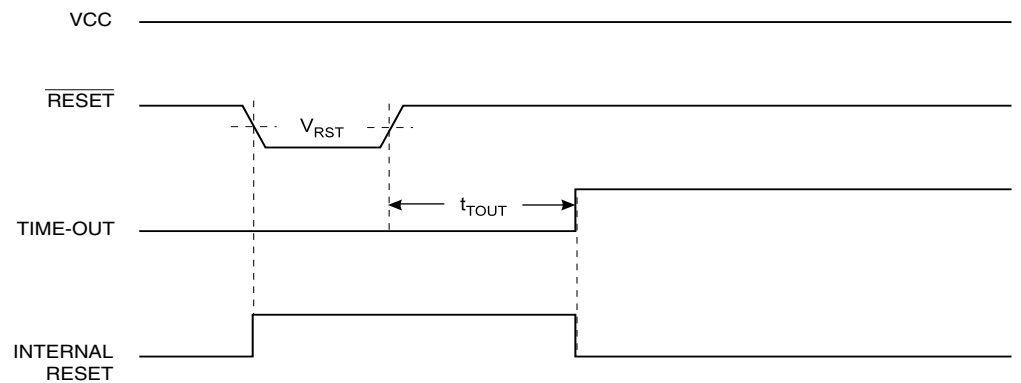 VCC
RESET
VRST
tTOUT
TIME-OUT
INTERNAL
RESET